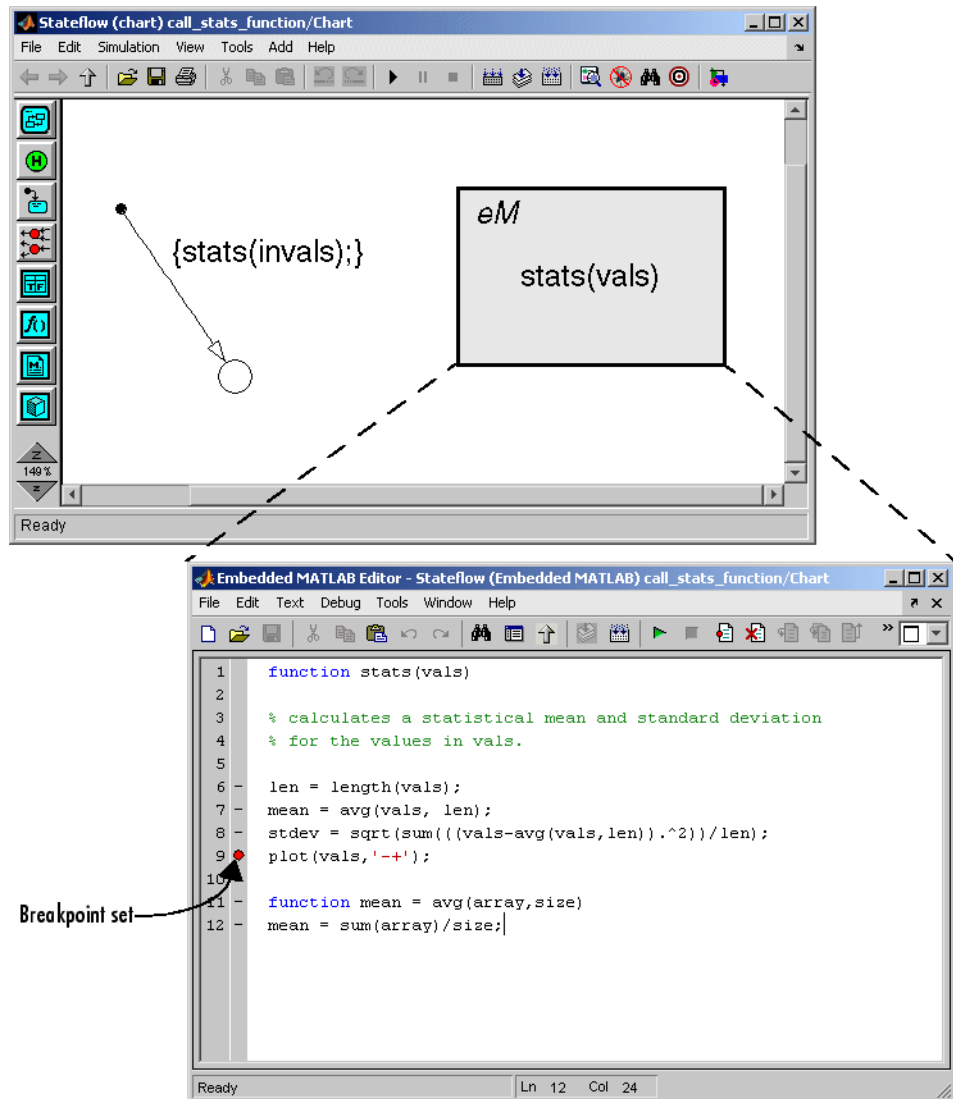 Stateflow (chart) call_stats_function/Chart
File Edit Simulation View Tools Add Help
{stats(invals);}
eM
stats(vals)
149%
Ready
Embedded MATLAB Editor - Stateflow (Embedded MATLAB) call_stats_function/Chart
File Edit Text Debug Tools Window Help
1 function stats(vals)
2
3 % calculates a statistical mean and standard deviation
4 % for the values in vals.
5
6 - len = length(vals);
7 - mean = avg(vals, len);
8 - stdev = sqrt(sum(((vals-avg(vals,len)).^2))/len);
9 plot(vals,'-+');
10
11 - function mean = avg(array,size)
12 - mean = sum(array)/size;
Breakpoint set
Ready Ln 12 Col 24